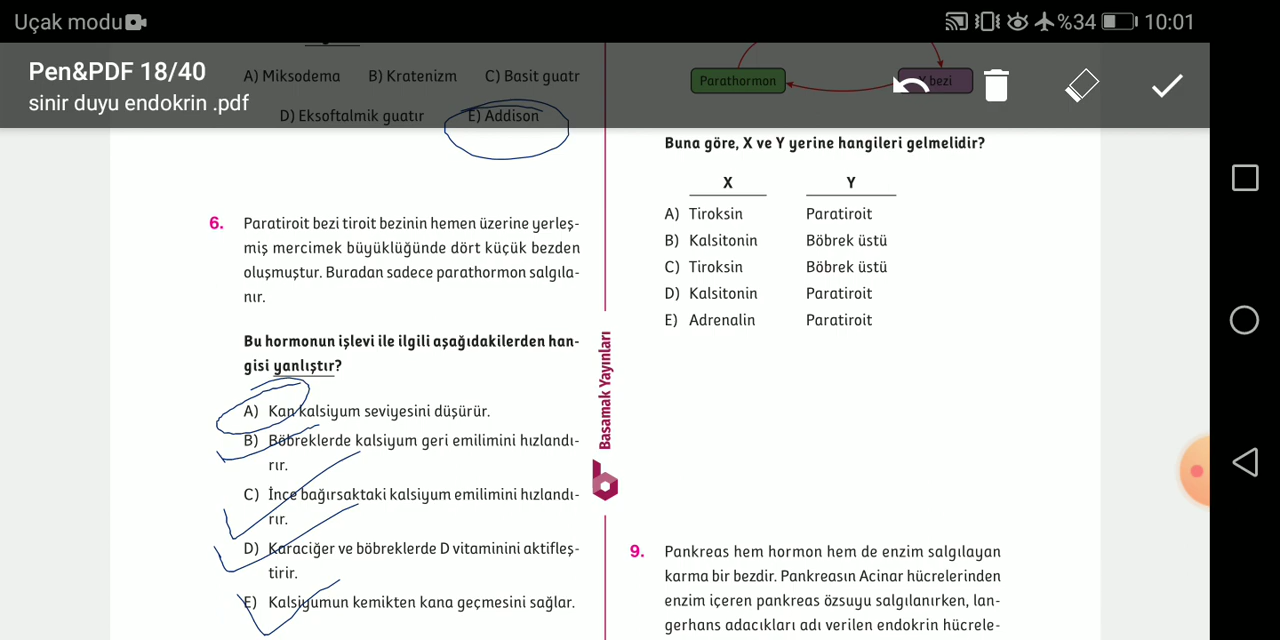 Uçak modu
%34
10:01
Pen&PDF 18/40
sinir duyu endokrin .pdf
A) Miksodema B) Kratenizm C) Basit guatr
D) Eksoftalmik guatır E) Addison
6. Paratiroit bezi tiroit bezinin hemen üzerine yerleş-
miş mercimek büyüklüğünde dört küçük bezden
oluşmuştur. Buradan sadece parathormon salgıla-
nır.
Bu hormonun işlevi ile ilgili aşağıdakilerden han-
gisi yanlıştır?
A) Kan kalsiyum seviyesini düşürür.
B) Böbreklerde kalsiyum geri emilimini hızlandı-
rır.
C) İnce bağırsaktaki kalsiyum emilimini hızlandı-
rır.
D) Karaciğer ve böbreklerde D vitaminini aktifleş-
tirir.
E) Kalsiyumun kemikten kana geçmesini sağlar.
Basamak Yayınları
Parathormon
bezi
Buna göre, X ve Y yerine hangileri gelmelidir?
X Y
A) Tiroksin Paratiroit
B) Kalsitonin Böbrek üstü
C) Tiroksin Böbrek üstü
D) Kalsitonin Paratiroit
E) Adrenalin Paratiroit
9. Pankreas hem hormon hem de enzim salgılayan
karma bir bezdir. Pankreasın Acinar hücrelerinden
enzim içeren pankreas özsuyu salgılanırken, lan-
gerhans adacıkları adı verilen endokrin hücrele-